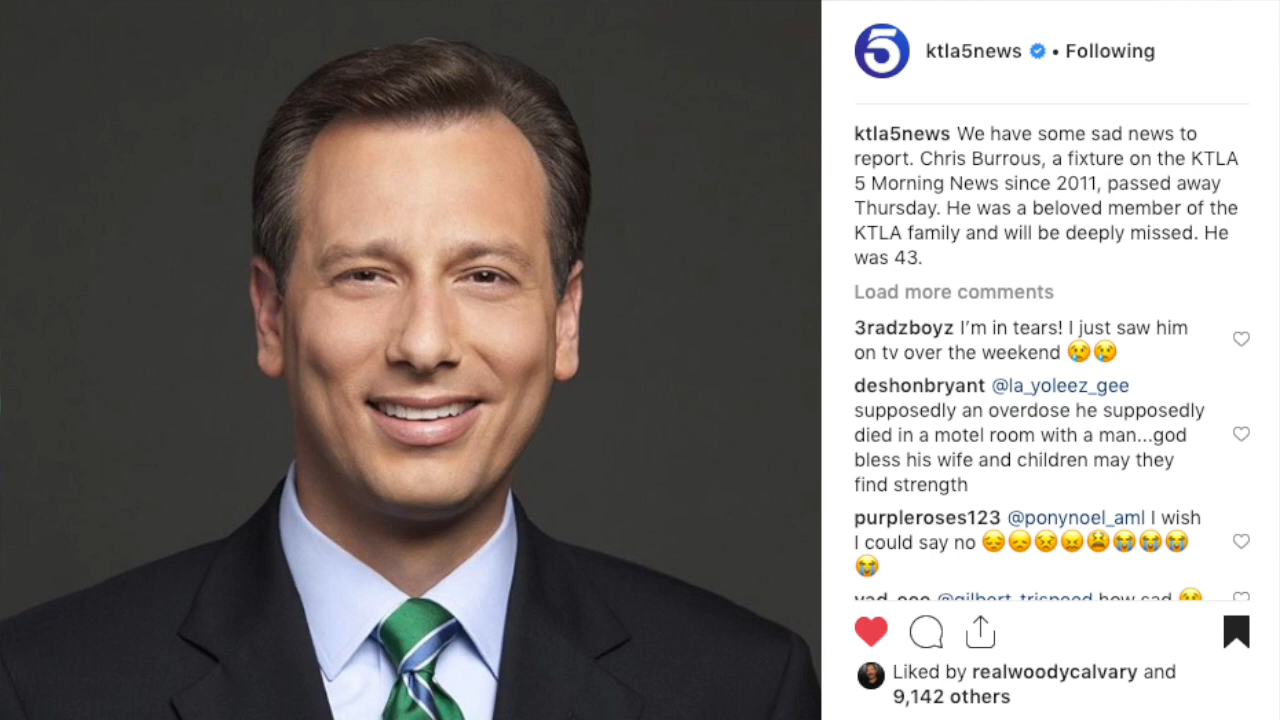 5
ktla5news • Following
ktla5news We have some sad news to
report. Chris Burrous, a fixture on the KTLA
5 Morning News since 2011, passed away
Thursday. He was a beloved member of the
KTLA family and will be deeply missed. He
was 43.
Load more comments
3radzboyz I'm in tears! I just saw him
on tv over the weekend 😢😢
deshonbryant @la_yoleez_gee
supposedly an overdose he supposedly
died in a motel room with a man...god
bless his wife and children may they
find strength
purpleroses123 @ponynoel_aml I wish
I could say no 😔😞😣😖😫😭😭😭
😭
how sad
Liked by realwoodycalvary and
9,142 others